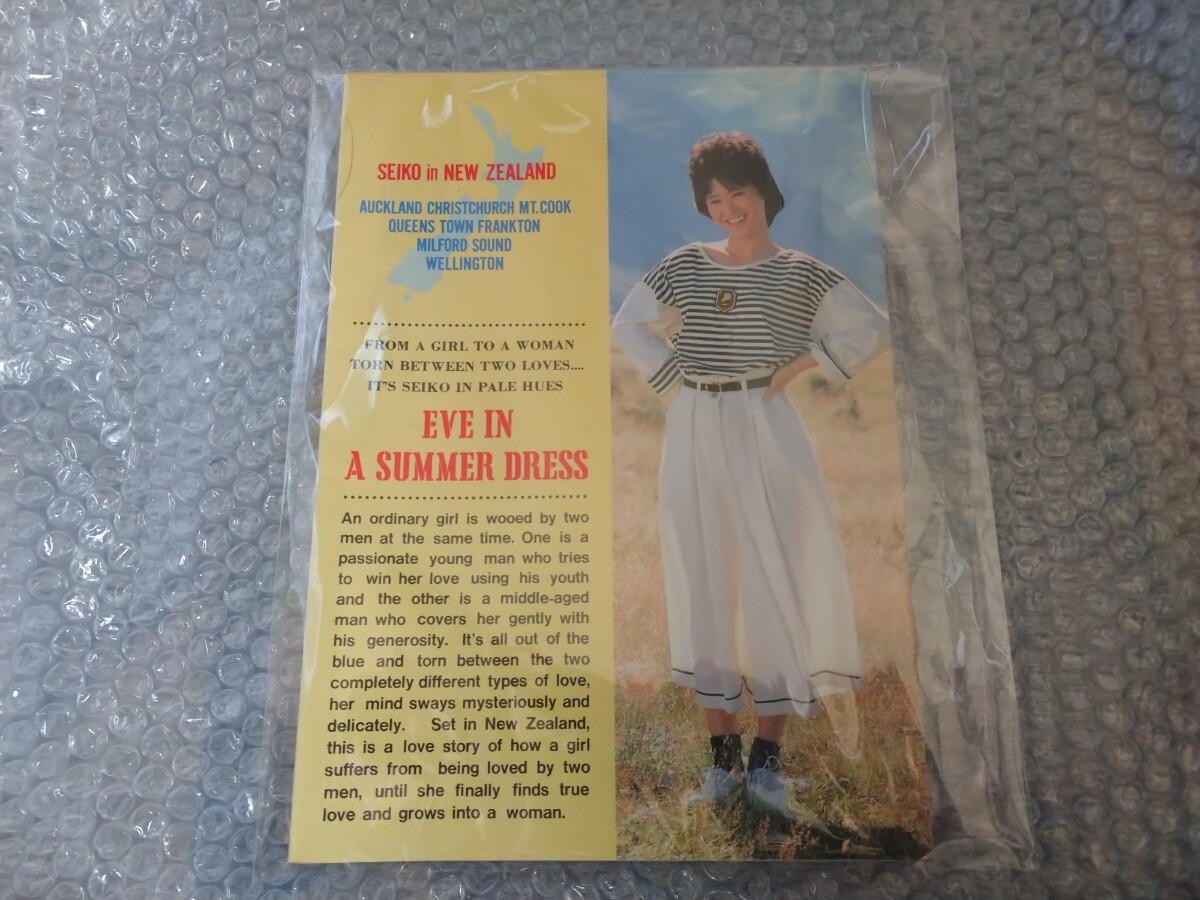 SEIKO in NEW ZEALAND
AUCKLAND CHRISTCHURCH MT.COOK
QUEENS TOWN FRANKTON
MILFORD SOUND
WELLINGTON
FROM A GIRL TO A WOMAN
TORN BETWEEN TWO LOVES....
IT'S SEIKO IN PALE HUES
EVE IN
A SUMMER DRESS
An ordinary girl is wooed by two
men at the same time. One is a
passionate young man who tries
to win her love using his youth
and the other is a middle-aged
man who covers her gently with
his generosity. It's all out of the
blue and torn between the two
completely different types of love,
her mind sways mysteriously and
delicately. Set in New Zealand,
this is a love story of how a girl
suffers from being loved by two
men, until she finally finds true
love and grows into a woman.